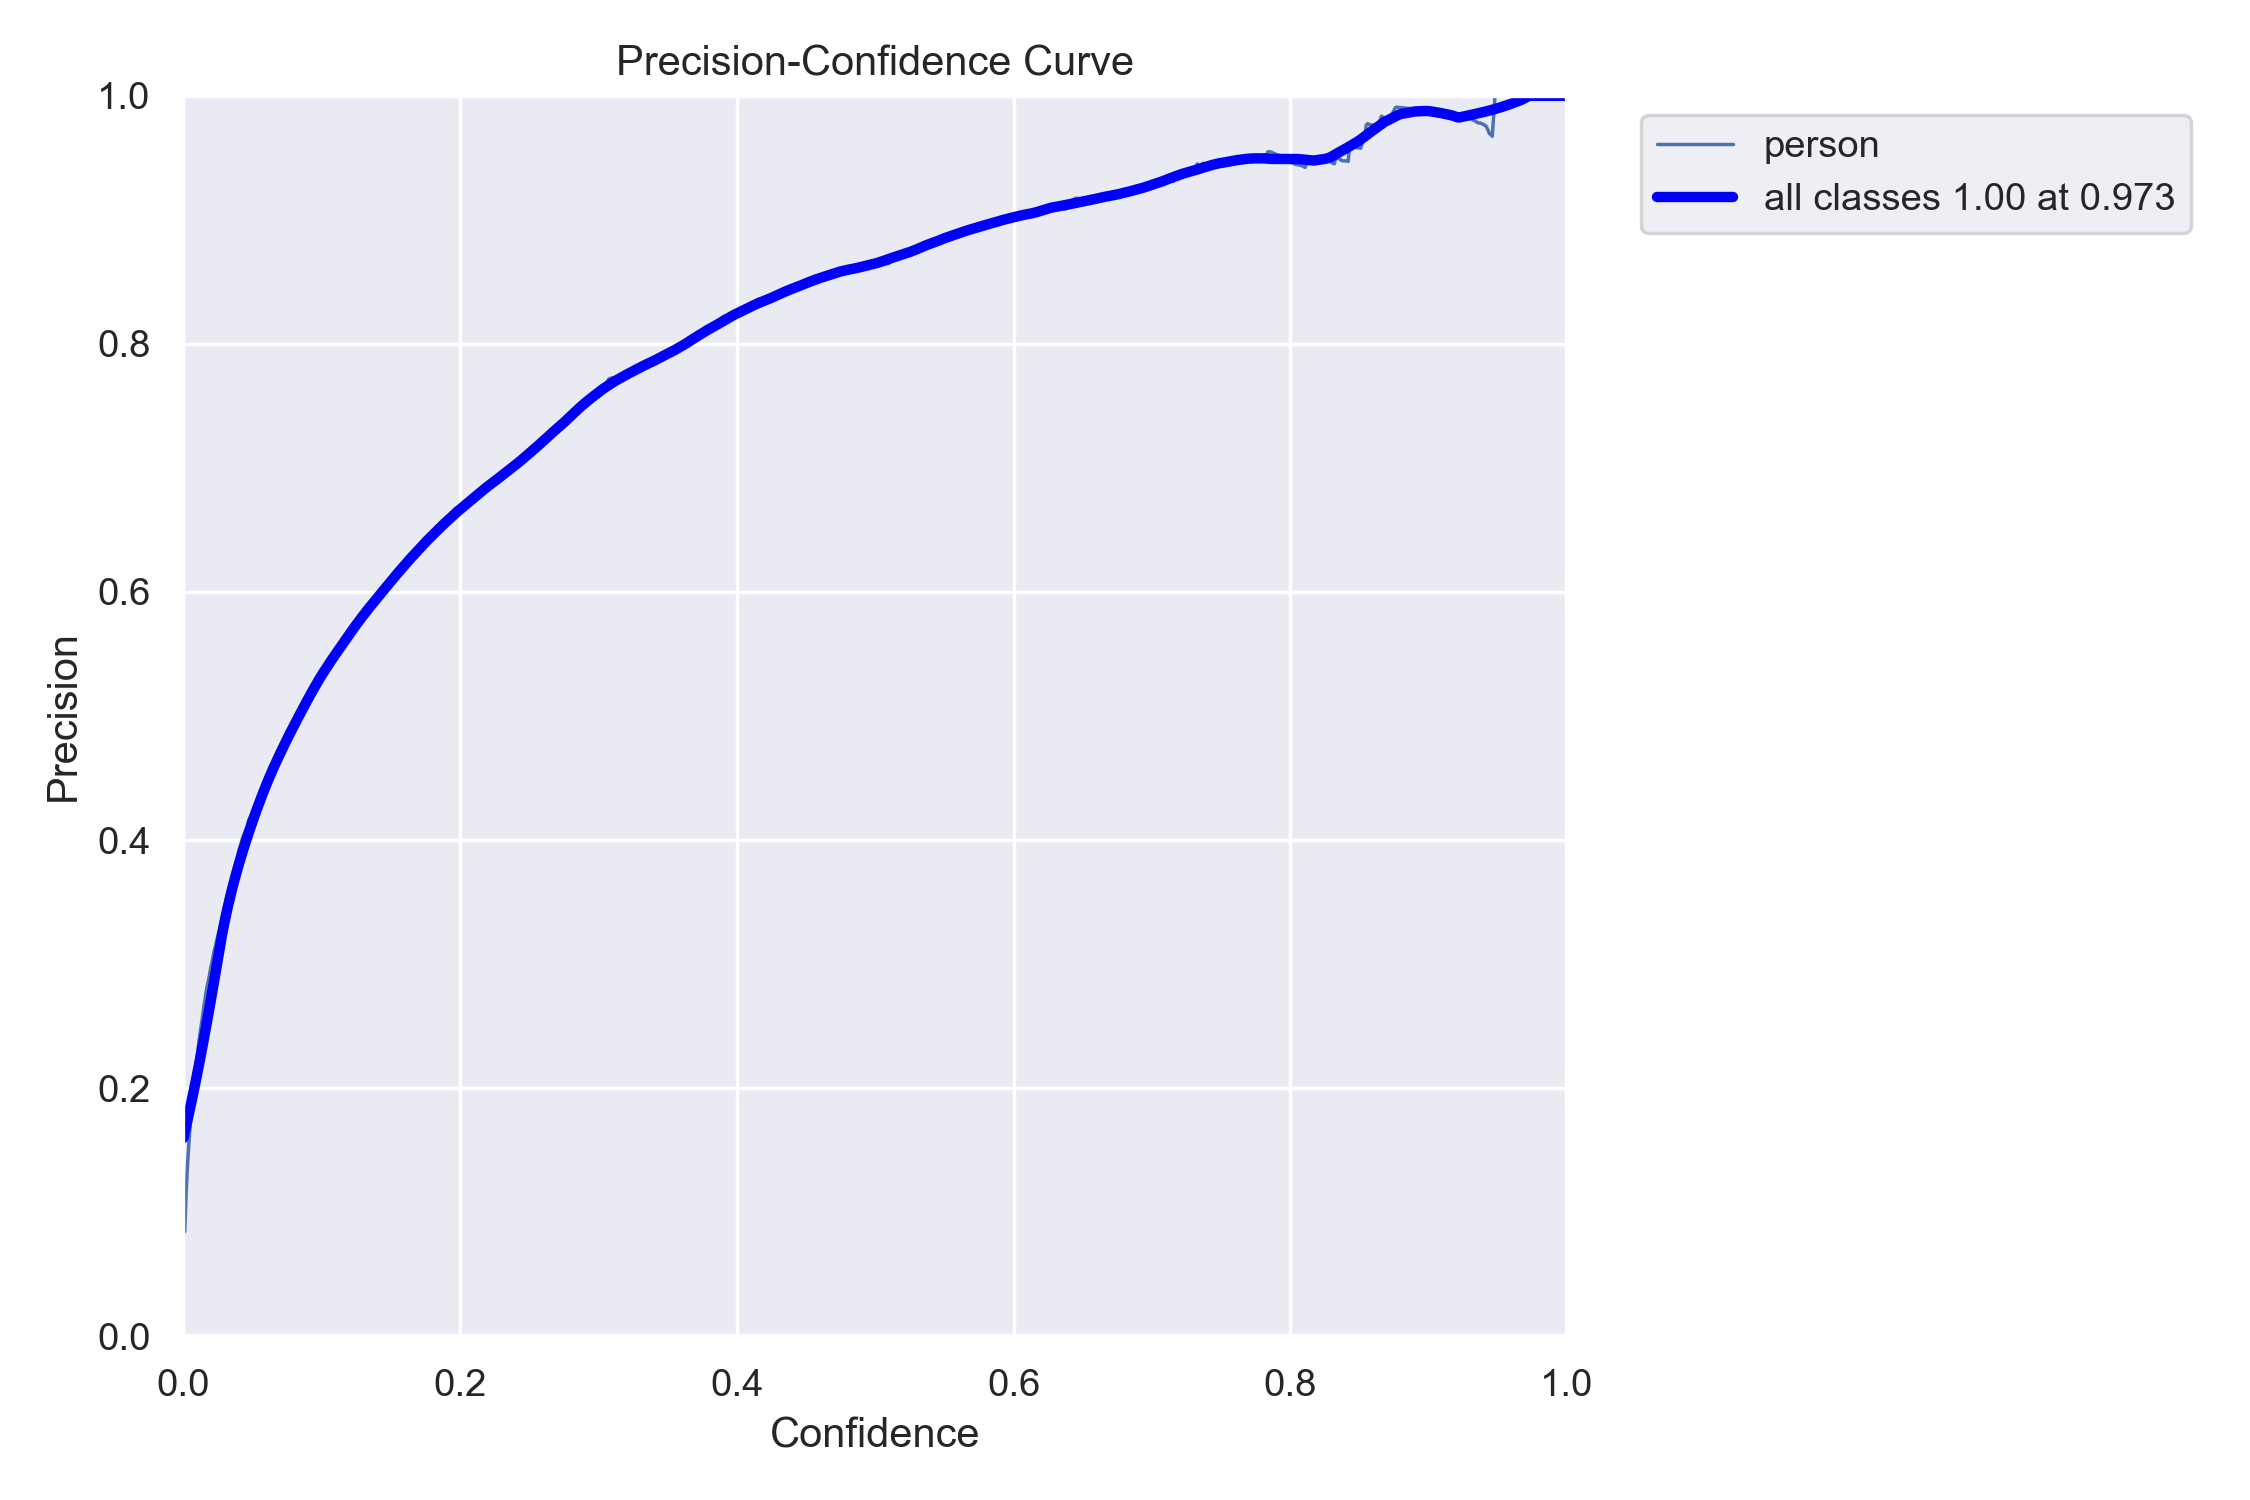 Precision-Confidence Curve
1.0
0.8
0.6
0.4
0.2
0.0
Precision
0.0 0.2 0.4 0.6 0.8 1.0
Confidence
person
all classes 1.00 at 0.973